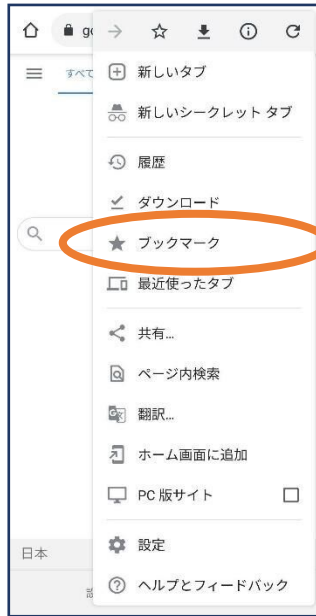 go
すべて
新しいタブ
新しいシークレット タブ
履歴
ダウンロード
ブックマーク
最近使ったタブ
共有...
ページ内検索
翻訳...
ホーム画面に追加
PC 版サイト
設定
日本
ヘルプとフィードバック